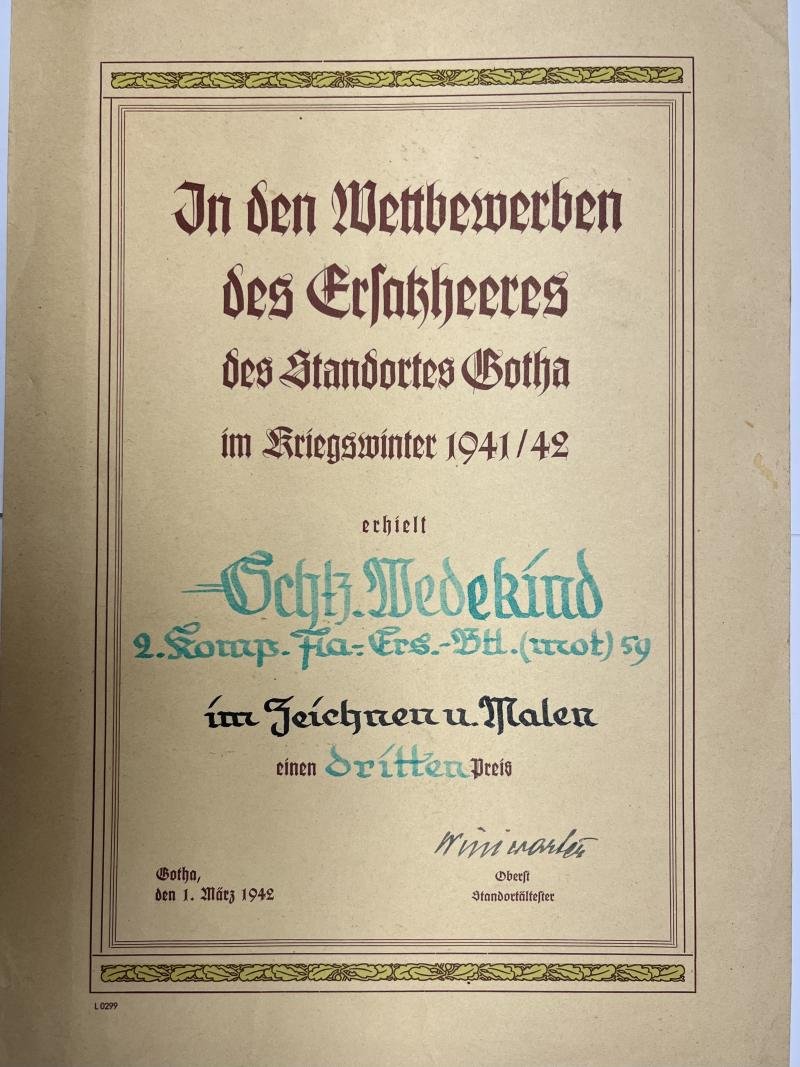 In den Wettbewerben
des Ersatzheeres
des Standortes Gotha
im Kriegswinter 1941/42
erhielt
Schtz. Wedekind
2. Komp. Fla-Ers.-Btl. (mot) 59
im Zeichnen u. Malen
einen dritten Preis
Winiwarter
Gotha,
den 1. März 1942
Oberst
Standortältester
L 0299